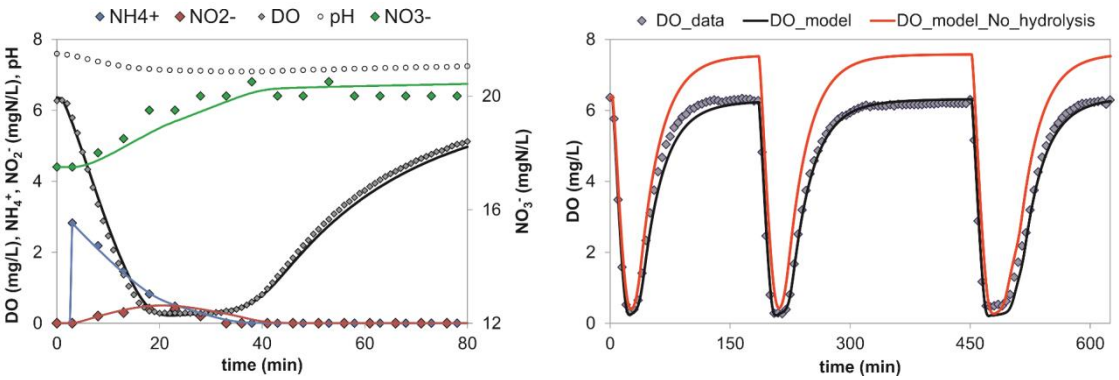 NH4+ NO2- DO pH NO3-
8
6
4
2
0
20
16
12
0 20 40 60 80
time (min)
DO (mg/L), NH₄⁺, NO₂⁻ (mgN/L), pH
NO₃⁻ (mgN/L)
DO_data DO_model DO_model_No_hydrolysis
8
6
4
2
0
0 150 300 450 600
time (min)
DO (mg/L)